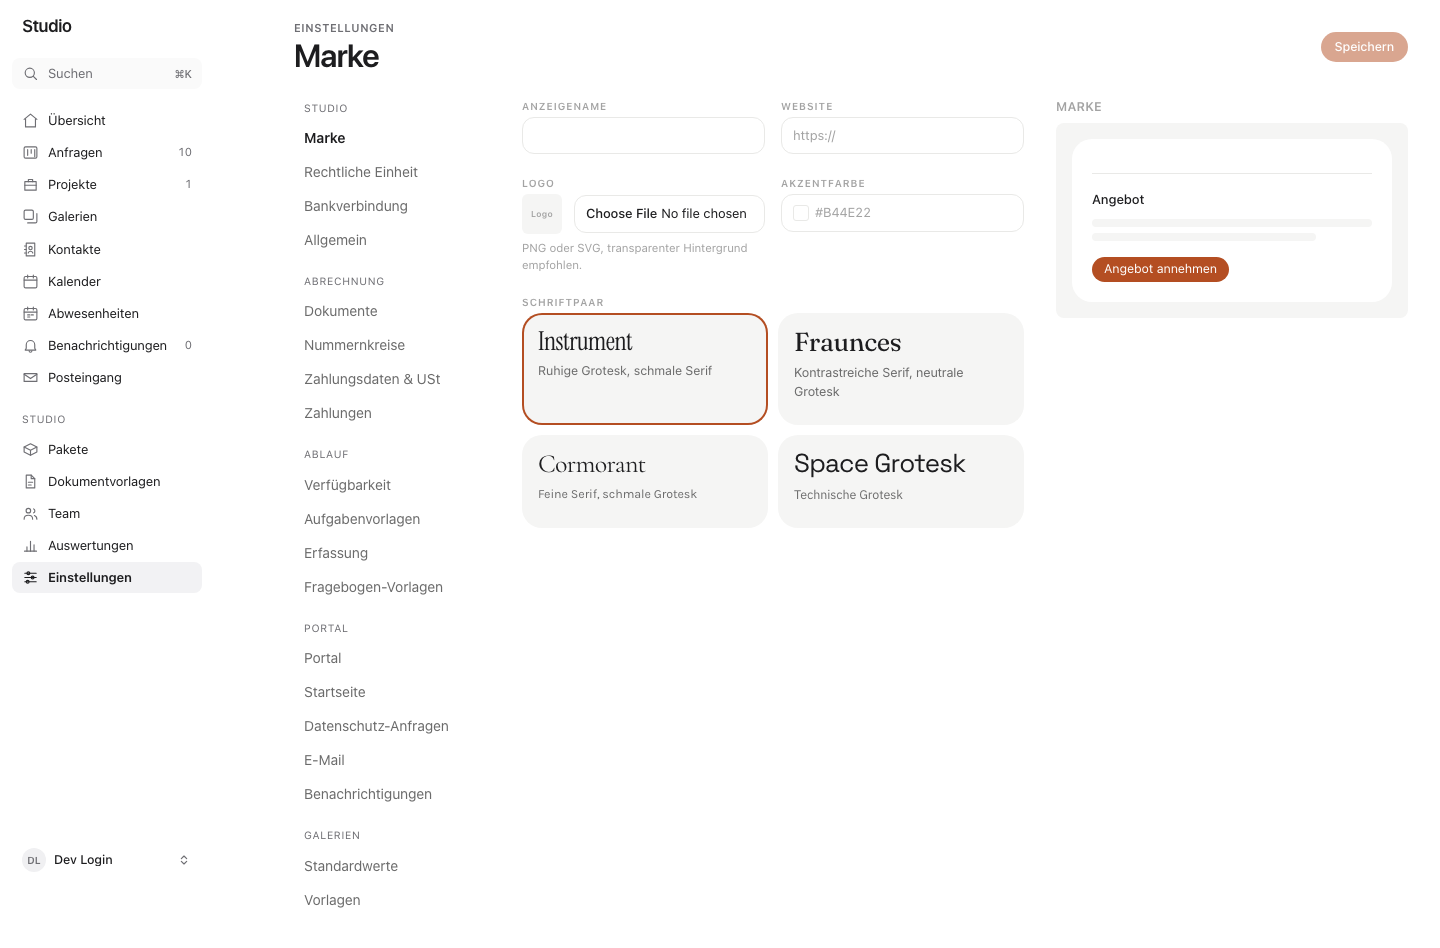 Studio
Suchen ⌘K
Übersicht
Anfragen 10
Projekte 1
Galerien
Kontakte
Kalender
Abwesenheiten
Benachrichtigungen 0
Posteingang
STUDIO
Pakete
Dokumentvorlagen
Team
Auswertungen
Einstellungen
DL Dev Login
EINSTELLUNGEN
Marke
Speichern
STUDIO
Marke
Rechtliche Einheit
Bankverbindung
Allgemein
ABRECHNUNG
Dokumente
Nummernkreise
Zahlungsdaten & USt
Zahlungen
ABLAUF
Verfügbarkeit
Aufgabenvorlagen
Erfassung
Fragebogen-Vorlagen
PORTAL
Portal
Startseite
Datenschutz-Anfragen
E-Mail
Benachrichtigungen
GALERIEN
Standardwerte
Vorlagen
ANZEIGENAME
WEBSITE
https://
LOGO
Logo
Choose File No file chosen
PNG oder SVG, transparenter Hintergrund
empfohlen.
AKZENTFARBE
#B44E22
SCHRIFTPAAR
Instrument
Ruhige Grotesk, schmale Serif
Fraunces
Kontrastreiche Serif, neutrale
Grotesk
Cormorant
Feine Serif, schmale Grotesk
Space Grotesk
Technische Grotesk
MARKE
Angebot
Angebot annehmen